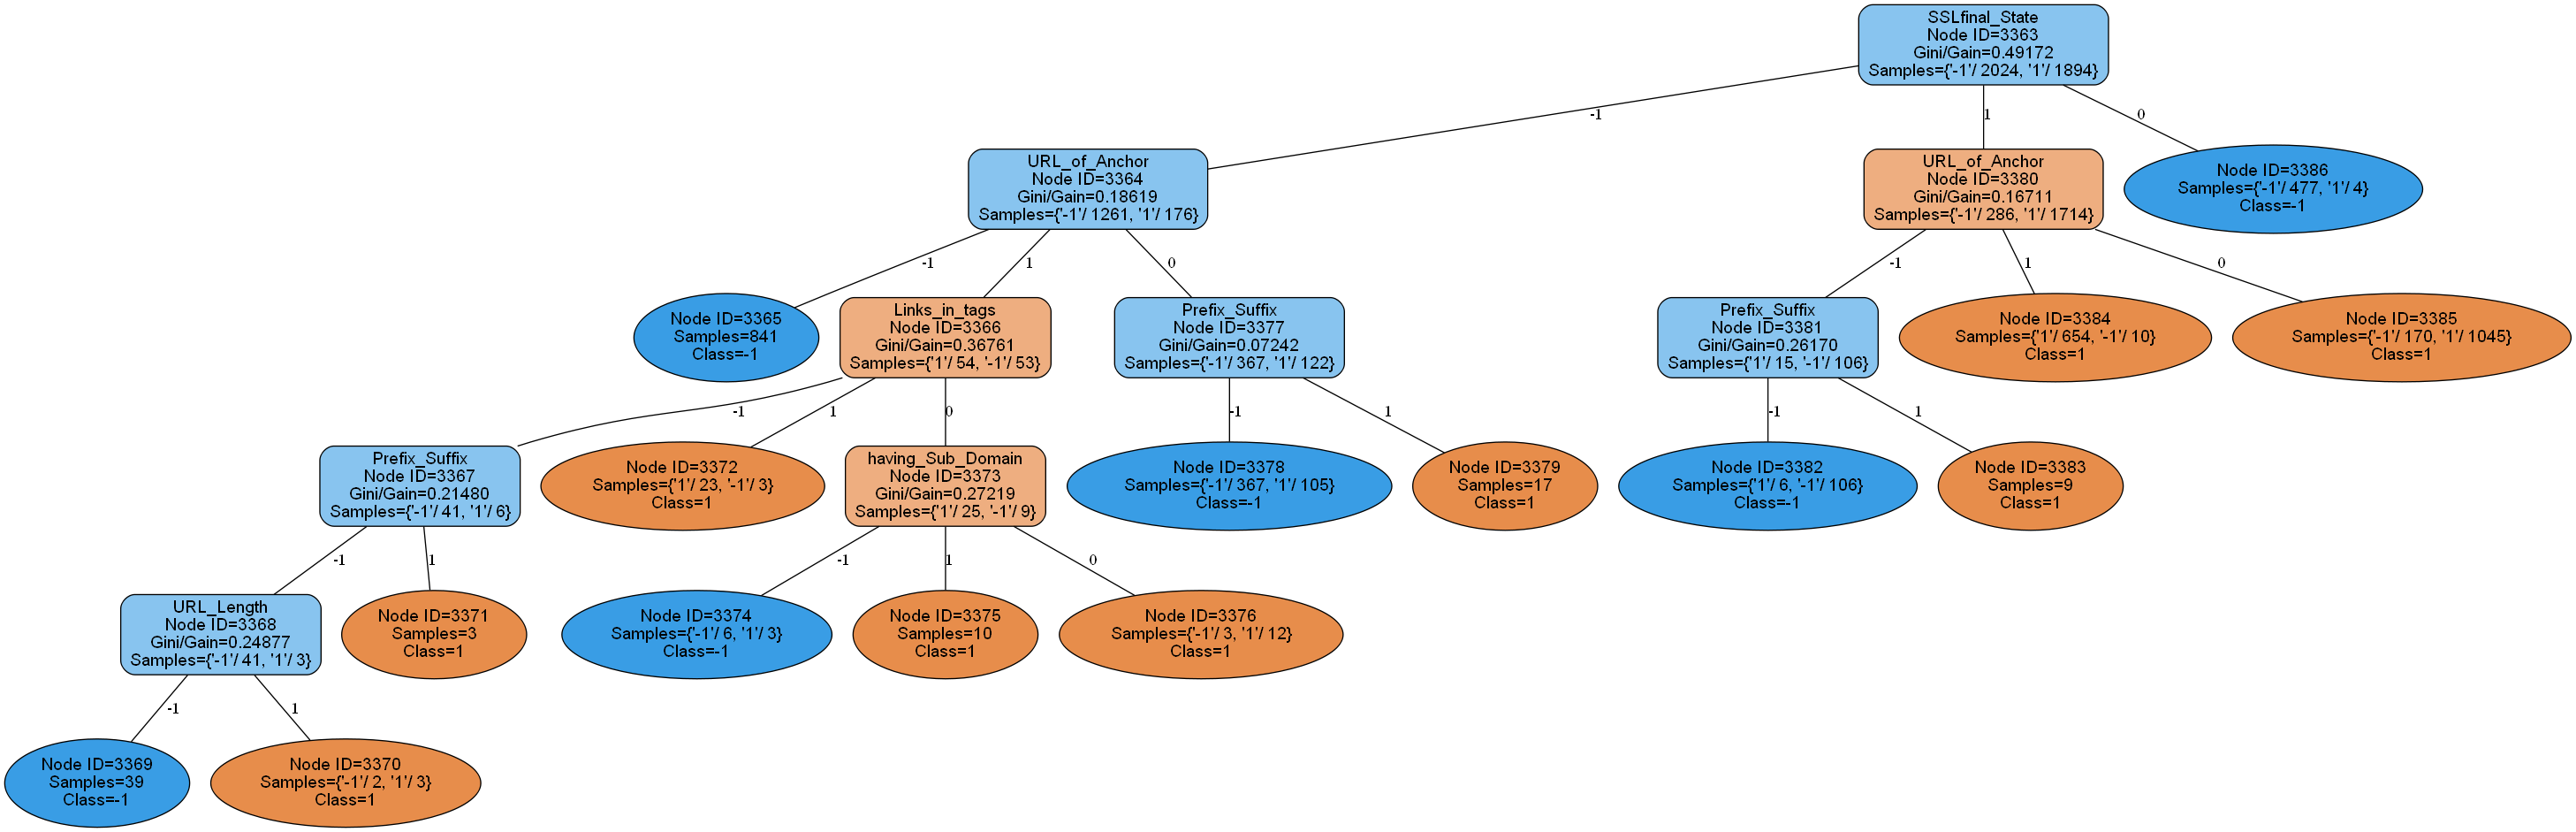 SSLfinal_State
Node ID=3363
Gini/Gain=0.49172
Samples={'-1'/ 2024, '1'/ 1894}
-1
1
0
URL_of_Anchor
Node ID=3364
Gini/Gain=0.18619
Samples={'-1'/ 1261, '1'/ 176}
URL_of_Anchor
Node ID=3380
Gini/Gain=0.16711
Samples={'-1'/ 286, '1'/ 1714}
Node ID=3386
Samples={'-1'/ 477, '1'/ 4}
Class=-1
-1
1
0
-1
1
0
Node ID=3365
Samples=841
Class=-1
Links_in_tags
Node ID=3366
Gini/Gain=0.36761
Samples={'1'/ 54, '-1'/ 53}
Prefix_Suffix
Node ID=3377
Gini/Gain=0.07242
Samples={'-1'/ 367, '1'/ 122}
Prefix_Suffix
Node ID=3381
Gini/Gain=0.26170
Samples={'1'/ 15, '-1'/ 106}
Node ID=3384
Samples={'1'/ 654, '-1'/ 10}
Class=1
Node ID=3385
Samples={'-1'/ 170, '1'/ 1045}
Class=1
-1
1
0
-1
1
-1
1
Prefix_Suffix
Node ID=3367
Gini/Gain=0.21480
Samples={'-1'/ 41, '1'/ 6}
Node ID=3372
Samples={'1'/ 23, '-1'/ 3}
Class=1
having_Sub_Domain
Node ID=3373
Gini/Gain=0.27219
Samples={'1'/ 25, '-1'/ 9}
Node ID=3378
Samples={'-1'/ 367, '1'/ 105}
Class=-1
Node ID=3379
Samples=17
Class=1
Node ID=3382
Samples={'1'/ 6, '-1'/ 106}
Class=-1
Node ID=3383
Samples=9
Class=1
-1
1
-1
1
0
URL_Length
Node ID=3368
Gini/Gain=0.24877
Samples={'-1'/ 41, '1'/ 3}
Node ID=3371
Samples=3
Class=1
Node ID=3374
Samples={'-1'/ 6, '1'/ 3}
Class=-1
Node ID=3375
Samples=10
Class=1
Node ID=3376
Samples={'-1'/ 3, '1'/ 12}
Class=1
-1
1
Node ID=3369
Samples=39
Class=-1
Node ID=3370
Samples={'-1'/ 2, '1'/ 3}
Class=1